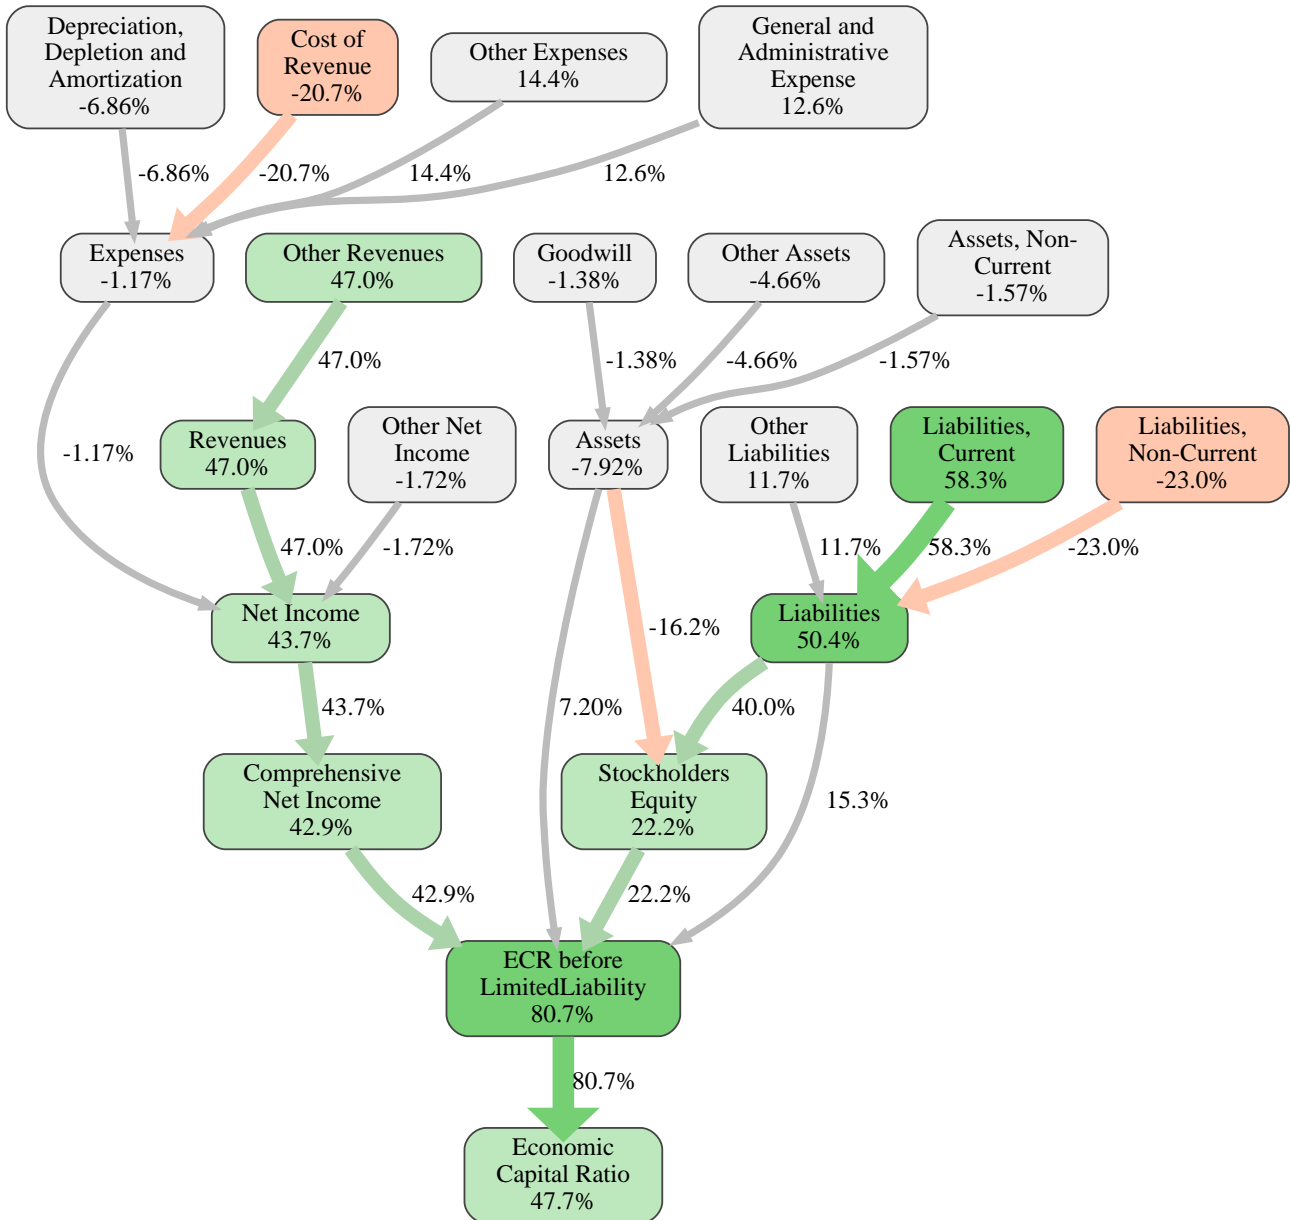 Depreciation,
Depletion and
Amortization
-6.86%
Cost of
Revenue
-20.7%
Other Expenses
14.4%
General and
Administrative
Expense
12.6%
-6.86%
-20.7%
14.4%
12.6%
Expenses
-1.17%
Other Revenues
47.0%
Goodwill
-1.38%
Other Assets
-4.66%
Assets, Non-
Current
-1.57%
47.0%
-1.38%
-4.66%
-1.57%
-1.17%
Revenues
47.0%
Other Net
Income
-1.72%
Assets
-7.92%
Other
Liabilities
11.7%
Liabilities,
Current
58.3%
Liabilities,
Non-Current
-23.0%
47.0%
-1.72%
11.7%
58.3%
-23.0%
Net Income
43.7%
-16.2%
Liabilities
50.4%
43.7%
7.20%
40.0%
Comprehensive
Net Income
42.9%
Stockholders
Equity
22.2%
15.3%
42.9%
22.2%
ECR before
LimitedLiability
80.7%
80.7%
Economic
Capital Ratio
47.7%